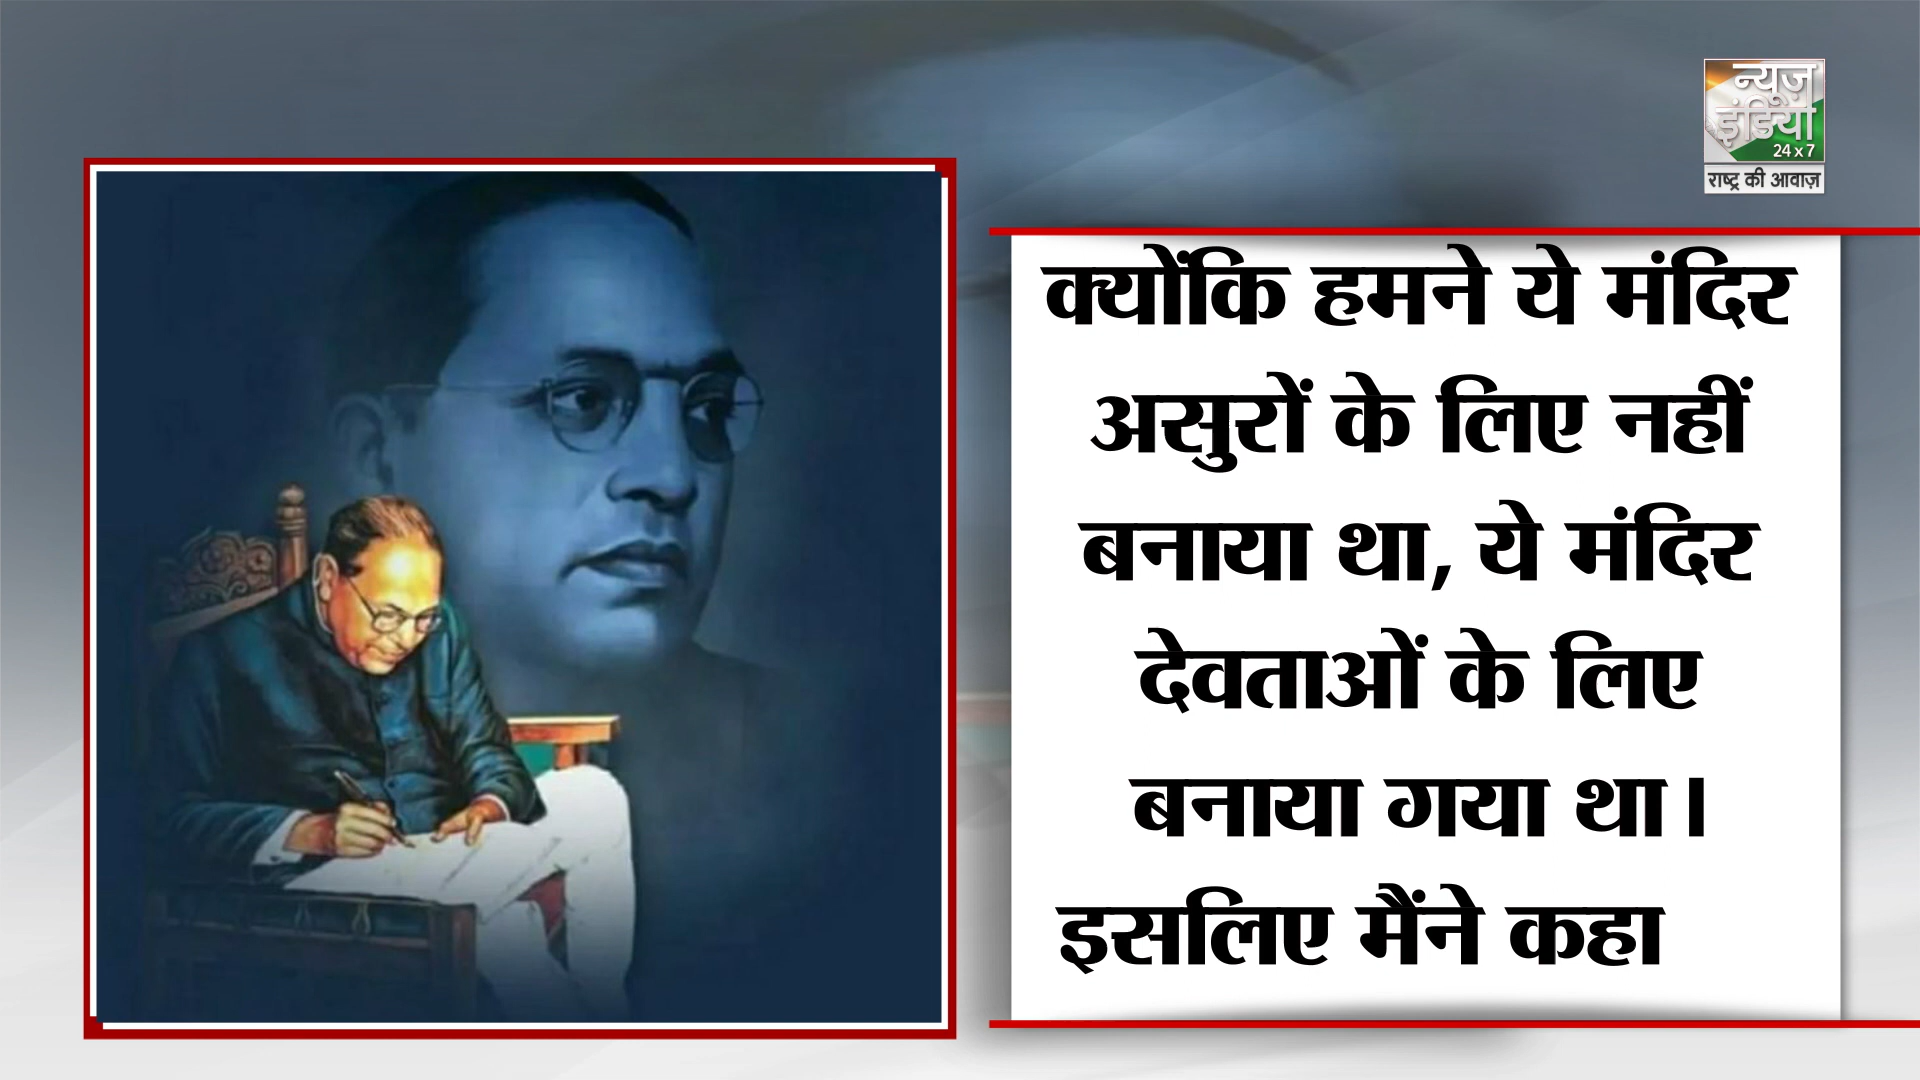 न्यूज़
इंडिया
24x7
राष्ट्र की आवाज़
क्योंकि हमने ये मंदिर
असुरों के लिए नहीं
बनाया था, ये मंदिर
देवताओं के लिए
बनाया गया था।
इसलिए मैंने कहा